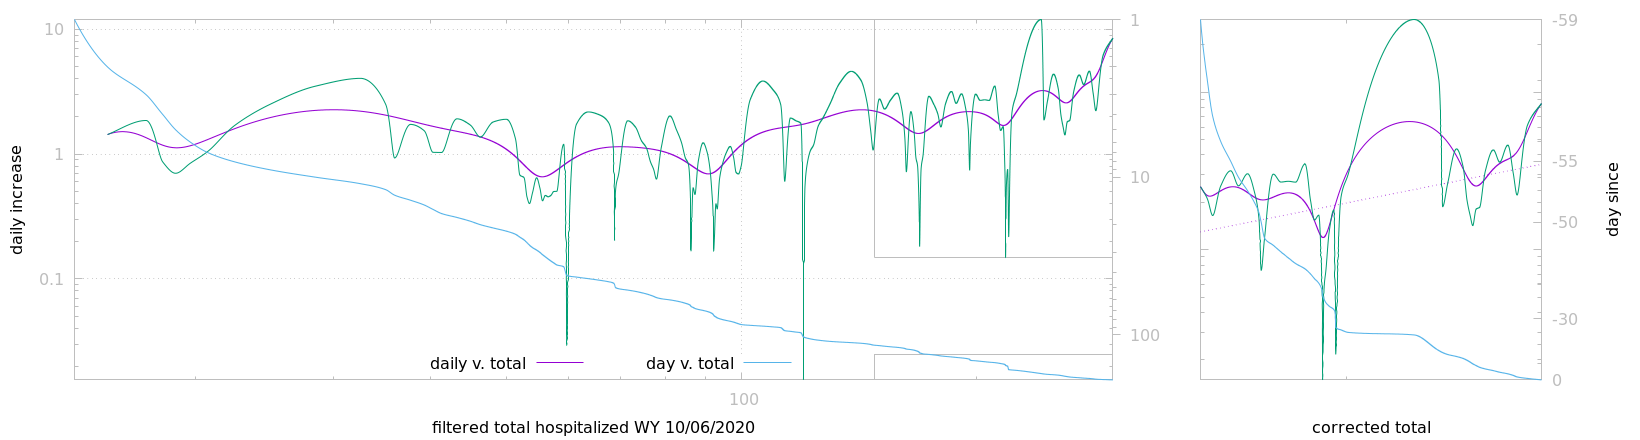 10
1
0.1
daily increase
daily v. total
day v. total
100
filtered total hospitalized WY 10/06/2020
1
10
100
-59
-55
-50
-30
0
day since
corrected total